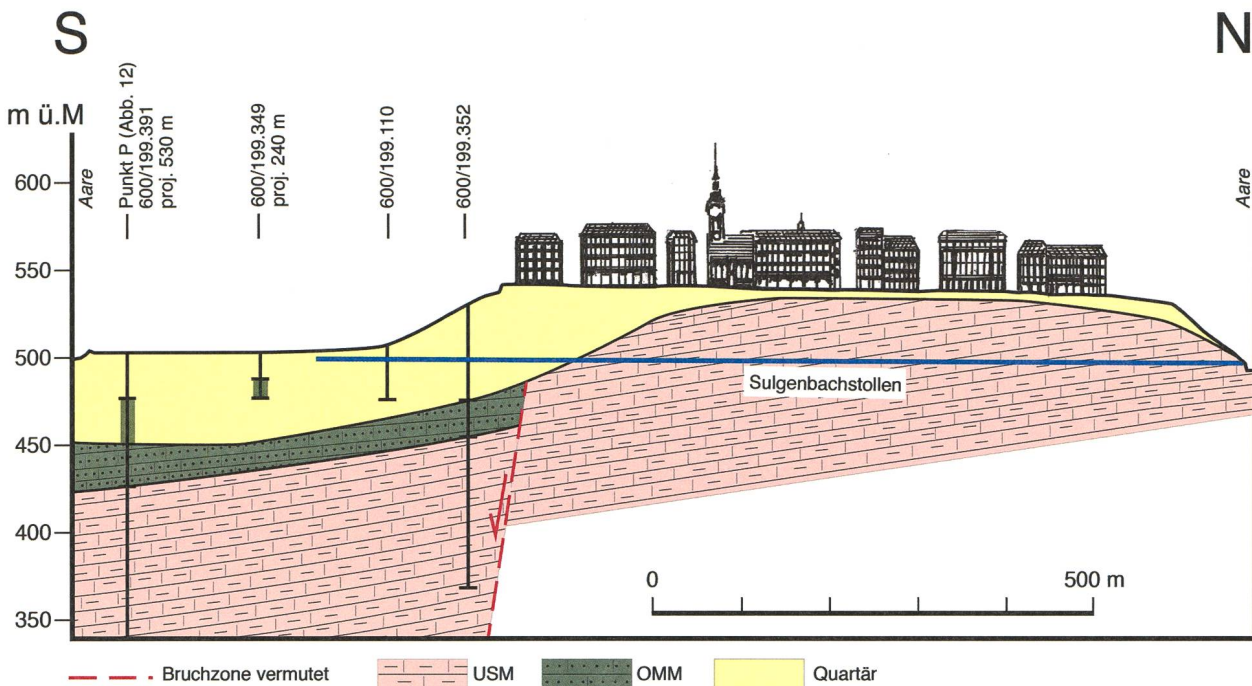 S
N
m ü.M
Aare
Punkt P (Abb. 12)
600/199.391
proj. 530 m
600/199.349
proj. 240 m
600/199.110
600/199.352
Aare
600
550
500
450
400
350
Sulgenbachstollen
0
500 m
Bruchzone vermutet
USM
OMM
Quartär